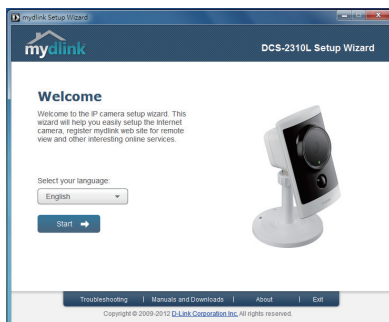 mydlink Setup Wizard
mydlink
DCS-2310L Setup Wizard
Welcome
Welcome to the IP camera setup wizard. This
wizard will help you easily setup the Internet
camera, register mydlink web site for remote
view and other interesting online services.
Select your language:
English
Start
Troubleshooting | Manuals and Downloads | About | Exit
Copyright © 2009-2012 D-Link Corporation Inc. All rights reserved.